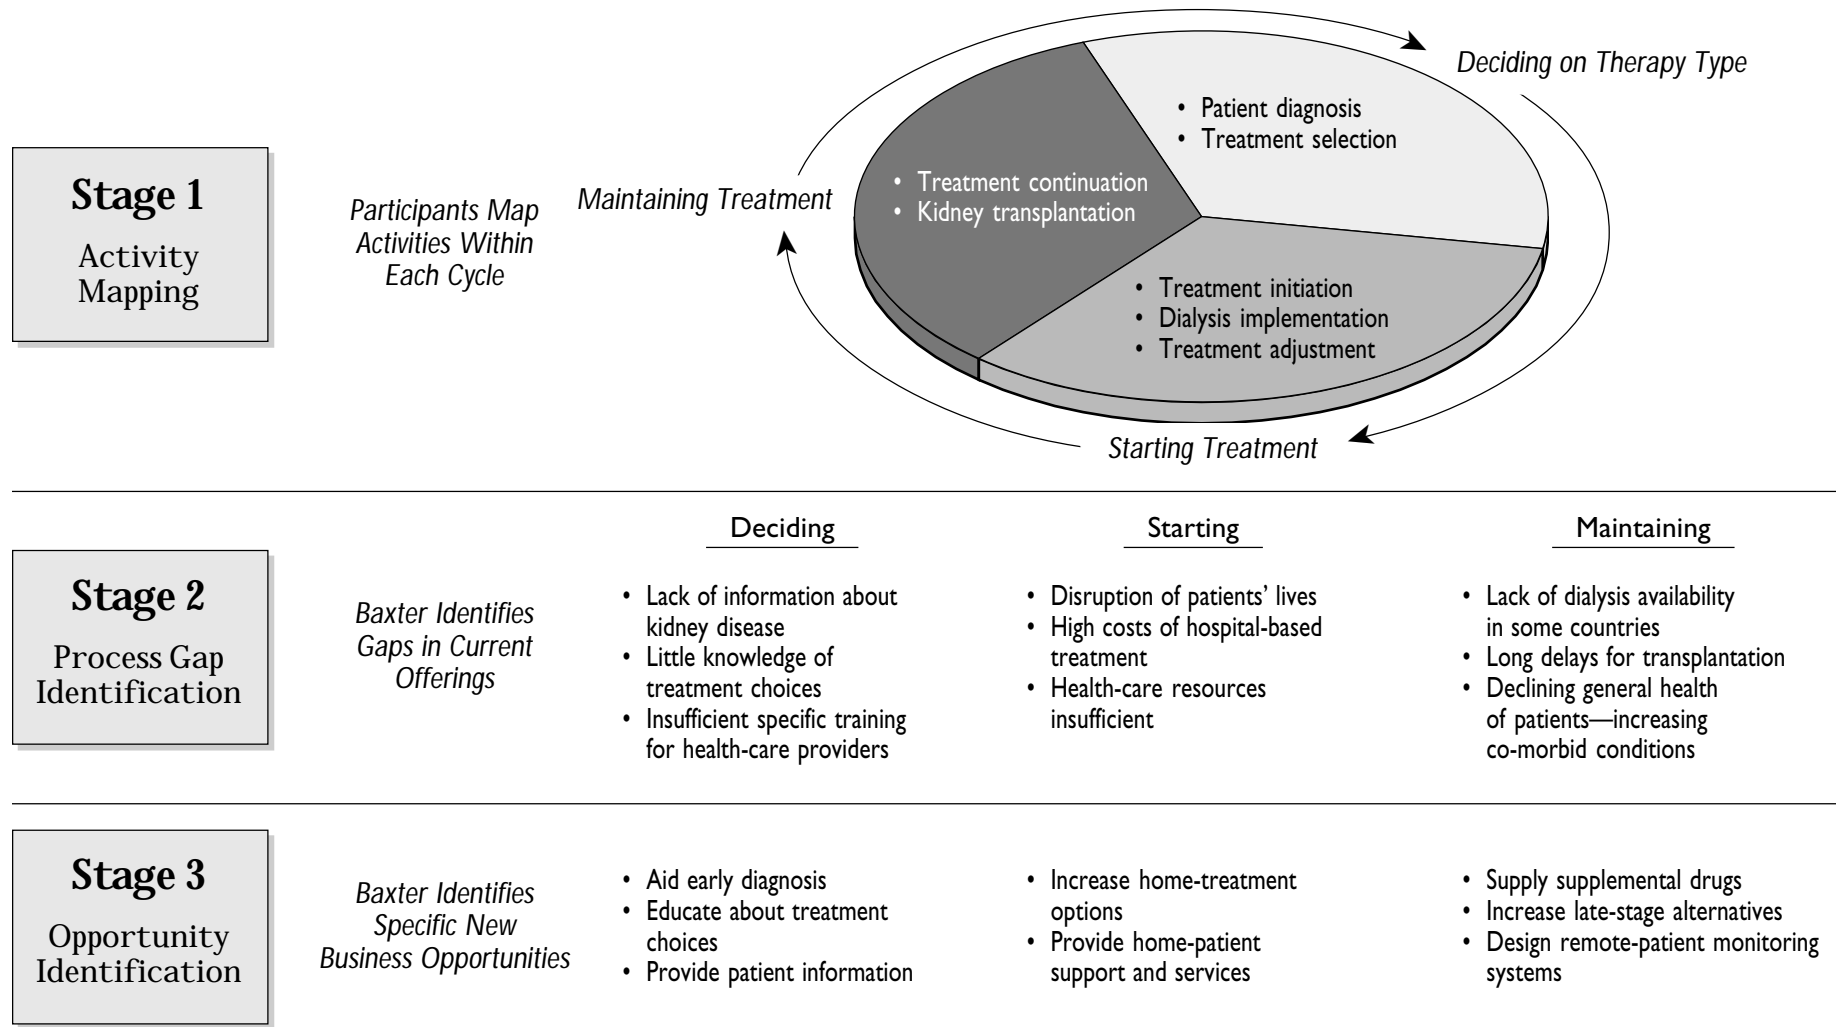 Stage 1
Activity
Mapping
Participants Map
Activities Within
Each Cycle
Maintaining Treatment
Deciding on Therapy Type
Starting Treatment
• Patient diagnosis
• Treatment selection
• Treatment continuation
• Kidney transplantation
• Treatment initiation
• Dialysis implementation
• Treatment adjustment
Stage 2
Process Gap
Identification
Baxter Identifies
Gaps in Current
Offerings
Deciding
• Lack of information about
kidney disease
• Little knowledge of
treatment choices
• Insufficient specific training
for health-care providers
Starting
• Disruption of patients’ lives
• High costs of hospital-based
treatment
• Health-care resources
insufficient
Maintaining
• Lack of dialysis availability
in some countries
• Long delays for transplantation
• Declining general health
of patients—increasing
co-morbid conditions
Stage 3
Opportunity
Identification
Baxter Identifies
Specific New
Business Opportunities
• Aid early diagnosis
• Educate about treatment
choices
• Provide patient information
• Increase home-treatment
options
• Provide home-patient
support and services
• Supply supplemental drugs
• Increase late-stage alternatives
• Design remote-patient monitoring
systems